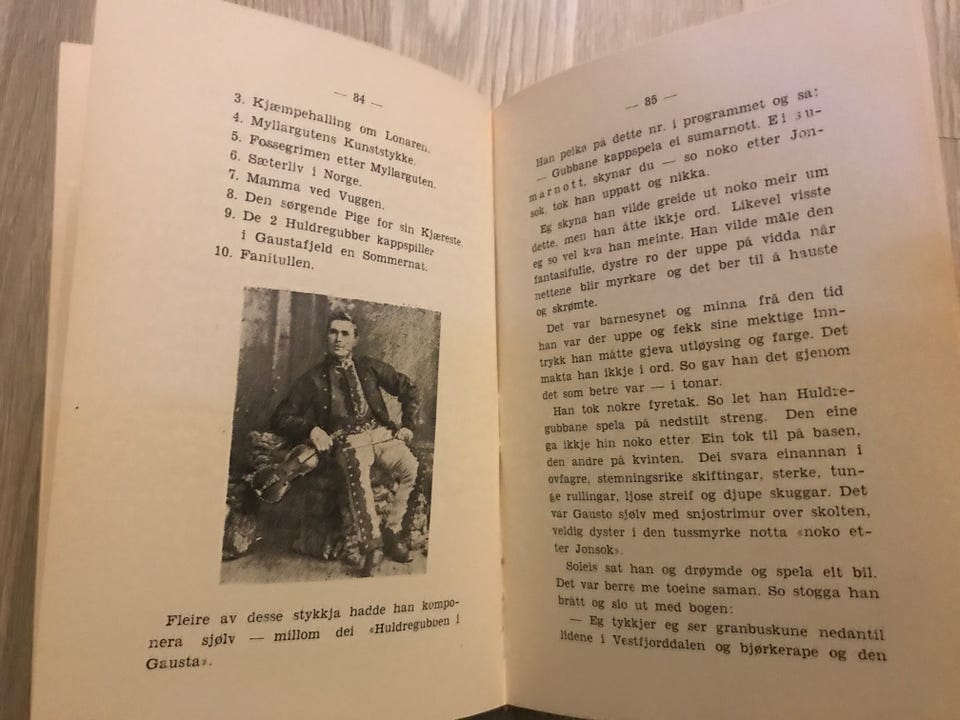 — 84 —
3. Kjæmpehalling om Lonaren.
4. Myllargutens Kunststykke.
5. Fossegrimen etter Myllarguten.
6. Sæterliv i Norge.
7. Mamma ved Vuggen.
8. Den sørgende Pige for sin Kjæreste.
9. De 2 Huldregubber kappspiller
i Gaustafjeld en Sommernat.
10. Fanitullen.
Fleire av desse stykkja hadde han kompo-
nera sjølv — millom dei «Huldregubben i
Gausta».
— 85 —
Han peika på dette nr. i programmet og sa:
— Gubbane kappspela ei sumarnott. Ei su-
marnott, skynar du — so noko etter Jon-
sok, tok han uppatt og nikka.
Eg skyna han vilde greide ut noko meir um
dette, men han åtte ikkje ord. Likevel visste
eg so vel kva han meinte. Han vilde måle den
fantasifulle, dystre ro der uppe på vidda når
nettene blir myrkare og det ber til å hauste
og skrømte.
Det var barnesynet og minna frå den tid
han var der uppe og fekk sine mektige inn-
trykk han måtte gjeva utløysing og farge. Det
makta han ikkje i ord. So gav han det gjenom
det som betre var — i tonar.
Han tok nokre fyretak. So let han Huldre-
gubbane spela på nedstilt streng. Den eine
ga ikkje hin noko etter. Ein tok til på basen,
den andre på kvinten. Dei svara einannan i
ovfagre, stemningsrike skiftingar, sterke, tun-
ge rullingar, ljose streif og djupe skuggar. Det
var Gausto sjølv med snjostrimur over skolten,
veldig dyster i den tussmyrke notta «noko et-
ter Jonsok».
Soleis sat han og drøymde og spela eit bil.
Det var berre me toeine saman. So stogga han
brått og slo ut med bogen:
— Eg tykkjer eg ser granbuskune nedantil
lidene i Vestfjorddalen og bjørkerape og den